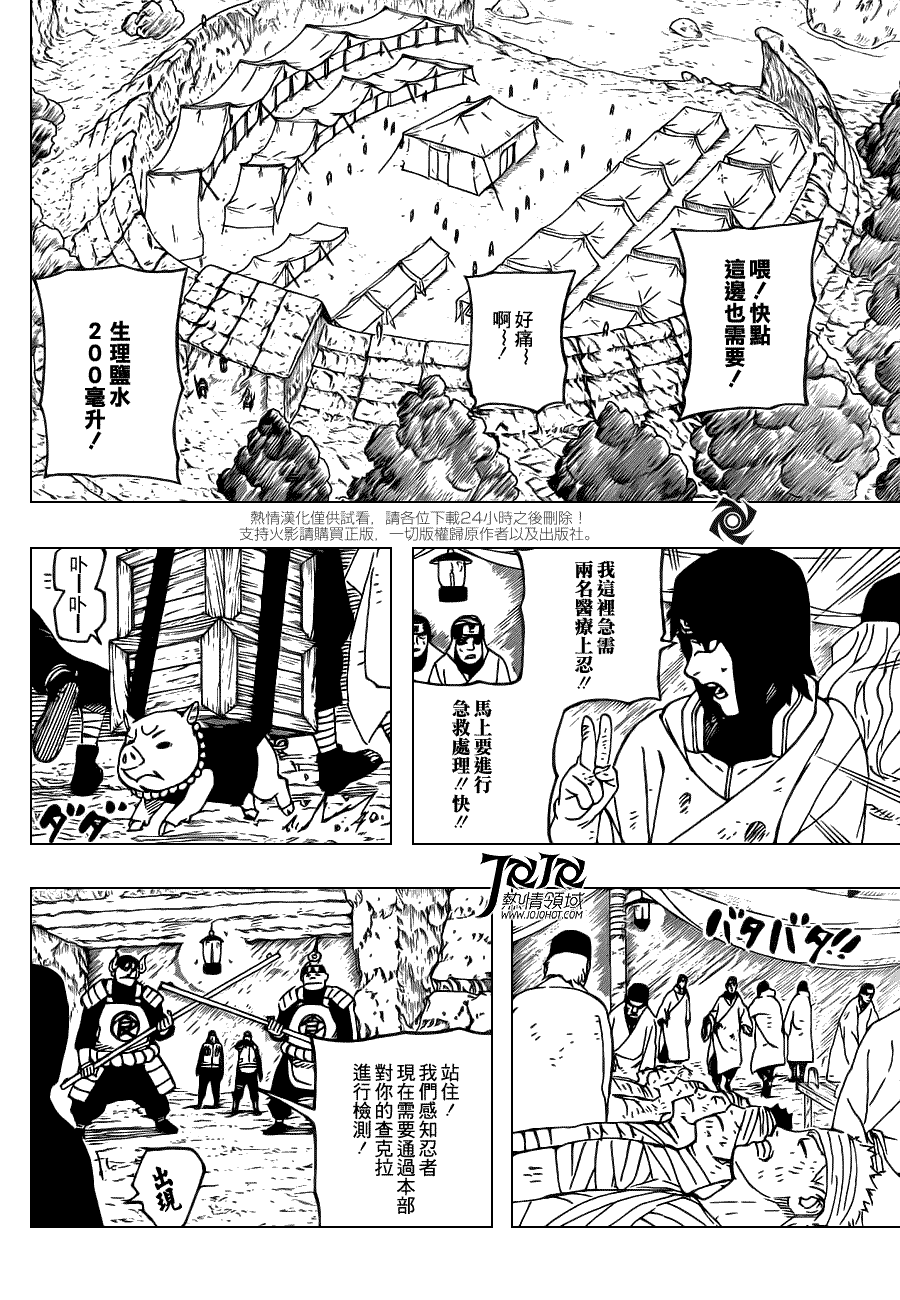 喂！快點
這邊也需要！
好痛～
啊～！
生理鹽水
200毫升！
熱情漢化僅供試看，請各位下載24小時之後刪除！
支持火影請購買正版，一切版權歸原作者以及出版社。
我這裡急需
兩名醫療上忍!!
馬上要進行
急救處理!!快!!
卟ー卟ー
ダダ
JOJO
熱情領域
WWW.JOJOHOT.COM
バタバタ!!
站住！
我們感知忍者
現在需要通過本部
對你的查克拉
進行檢測！
出現